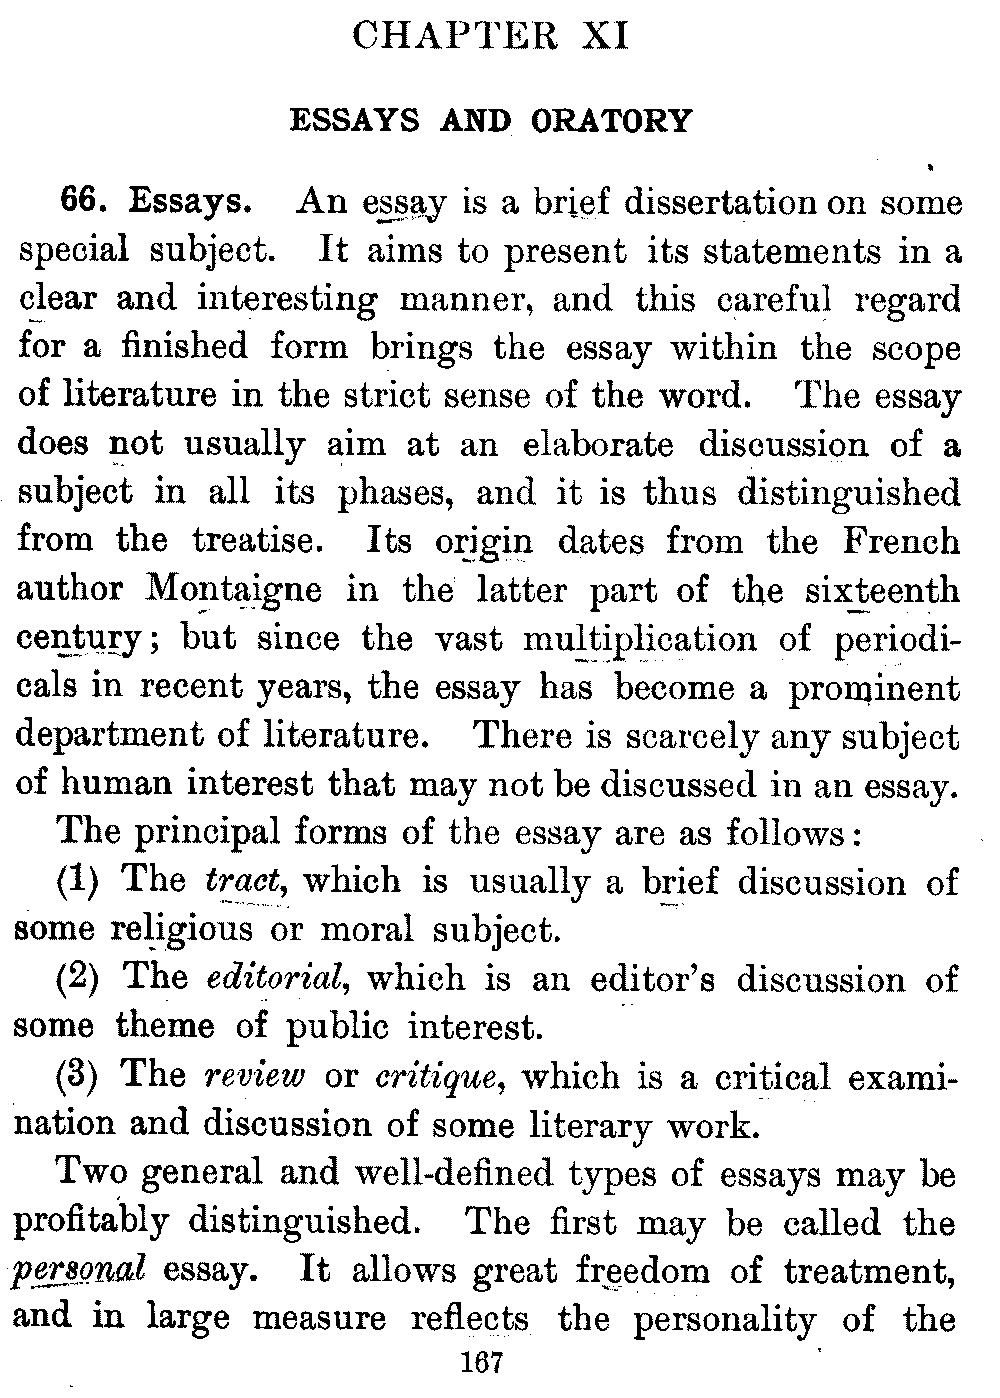 CHAPTER XI
ESSAYS AND ORATORY
66. Essays. An essay is a brief dissertation on some
special subject. It aims to present its statements in a
clear and interesting manner, and this careful regard
for a finished form brings the essay within the scope
of literature in the strict sense of the word. The essay
does not usually aim at an elaborate discussion of a
subject in all its phases, and it is thus distinguished
from the treatise. Its origin dates from the French
author Montaigne in the latter part of the sixteenth
century; but since the vast multiplication of periodi-
cals in recent years, the essay has become a prominent
department of literature. There is scarcely any subject
of human interest that may not be discussed in an essay.
The principal forms of the essay are as follows:
(1) The tract, which is usually a brief discussion of
some religious or moral subject.
(2) The editorial, which is an editor's discussion of
some theme of public interest.
(3) The review or critique, which is a critical exami-
nation and discussion of some literary work.
Two general and well-defined types of essays may be
profitably distinguished. The first may be called the
personal essay. It allows great freedom of treatment,
and in large measure reflects the personality of the
167